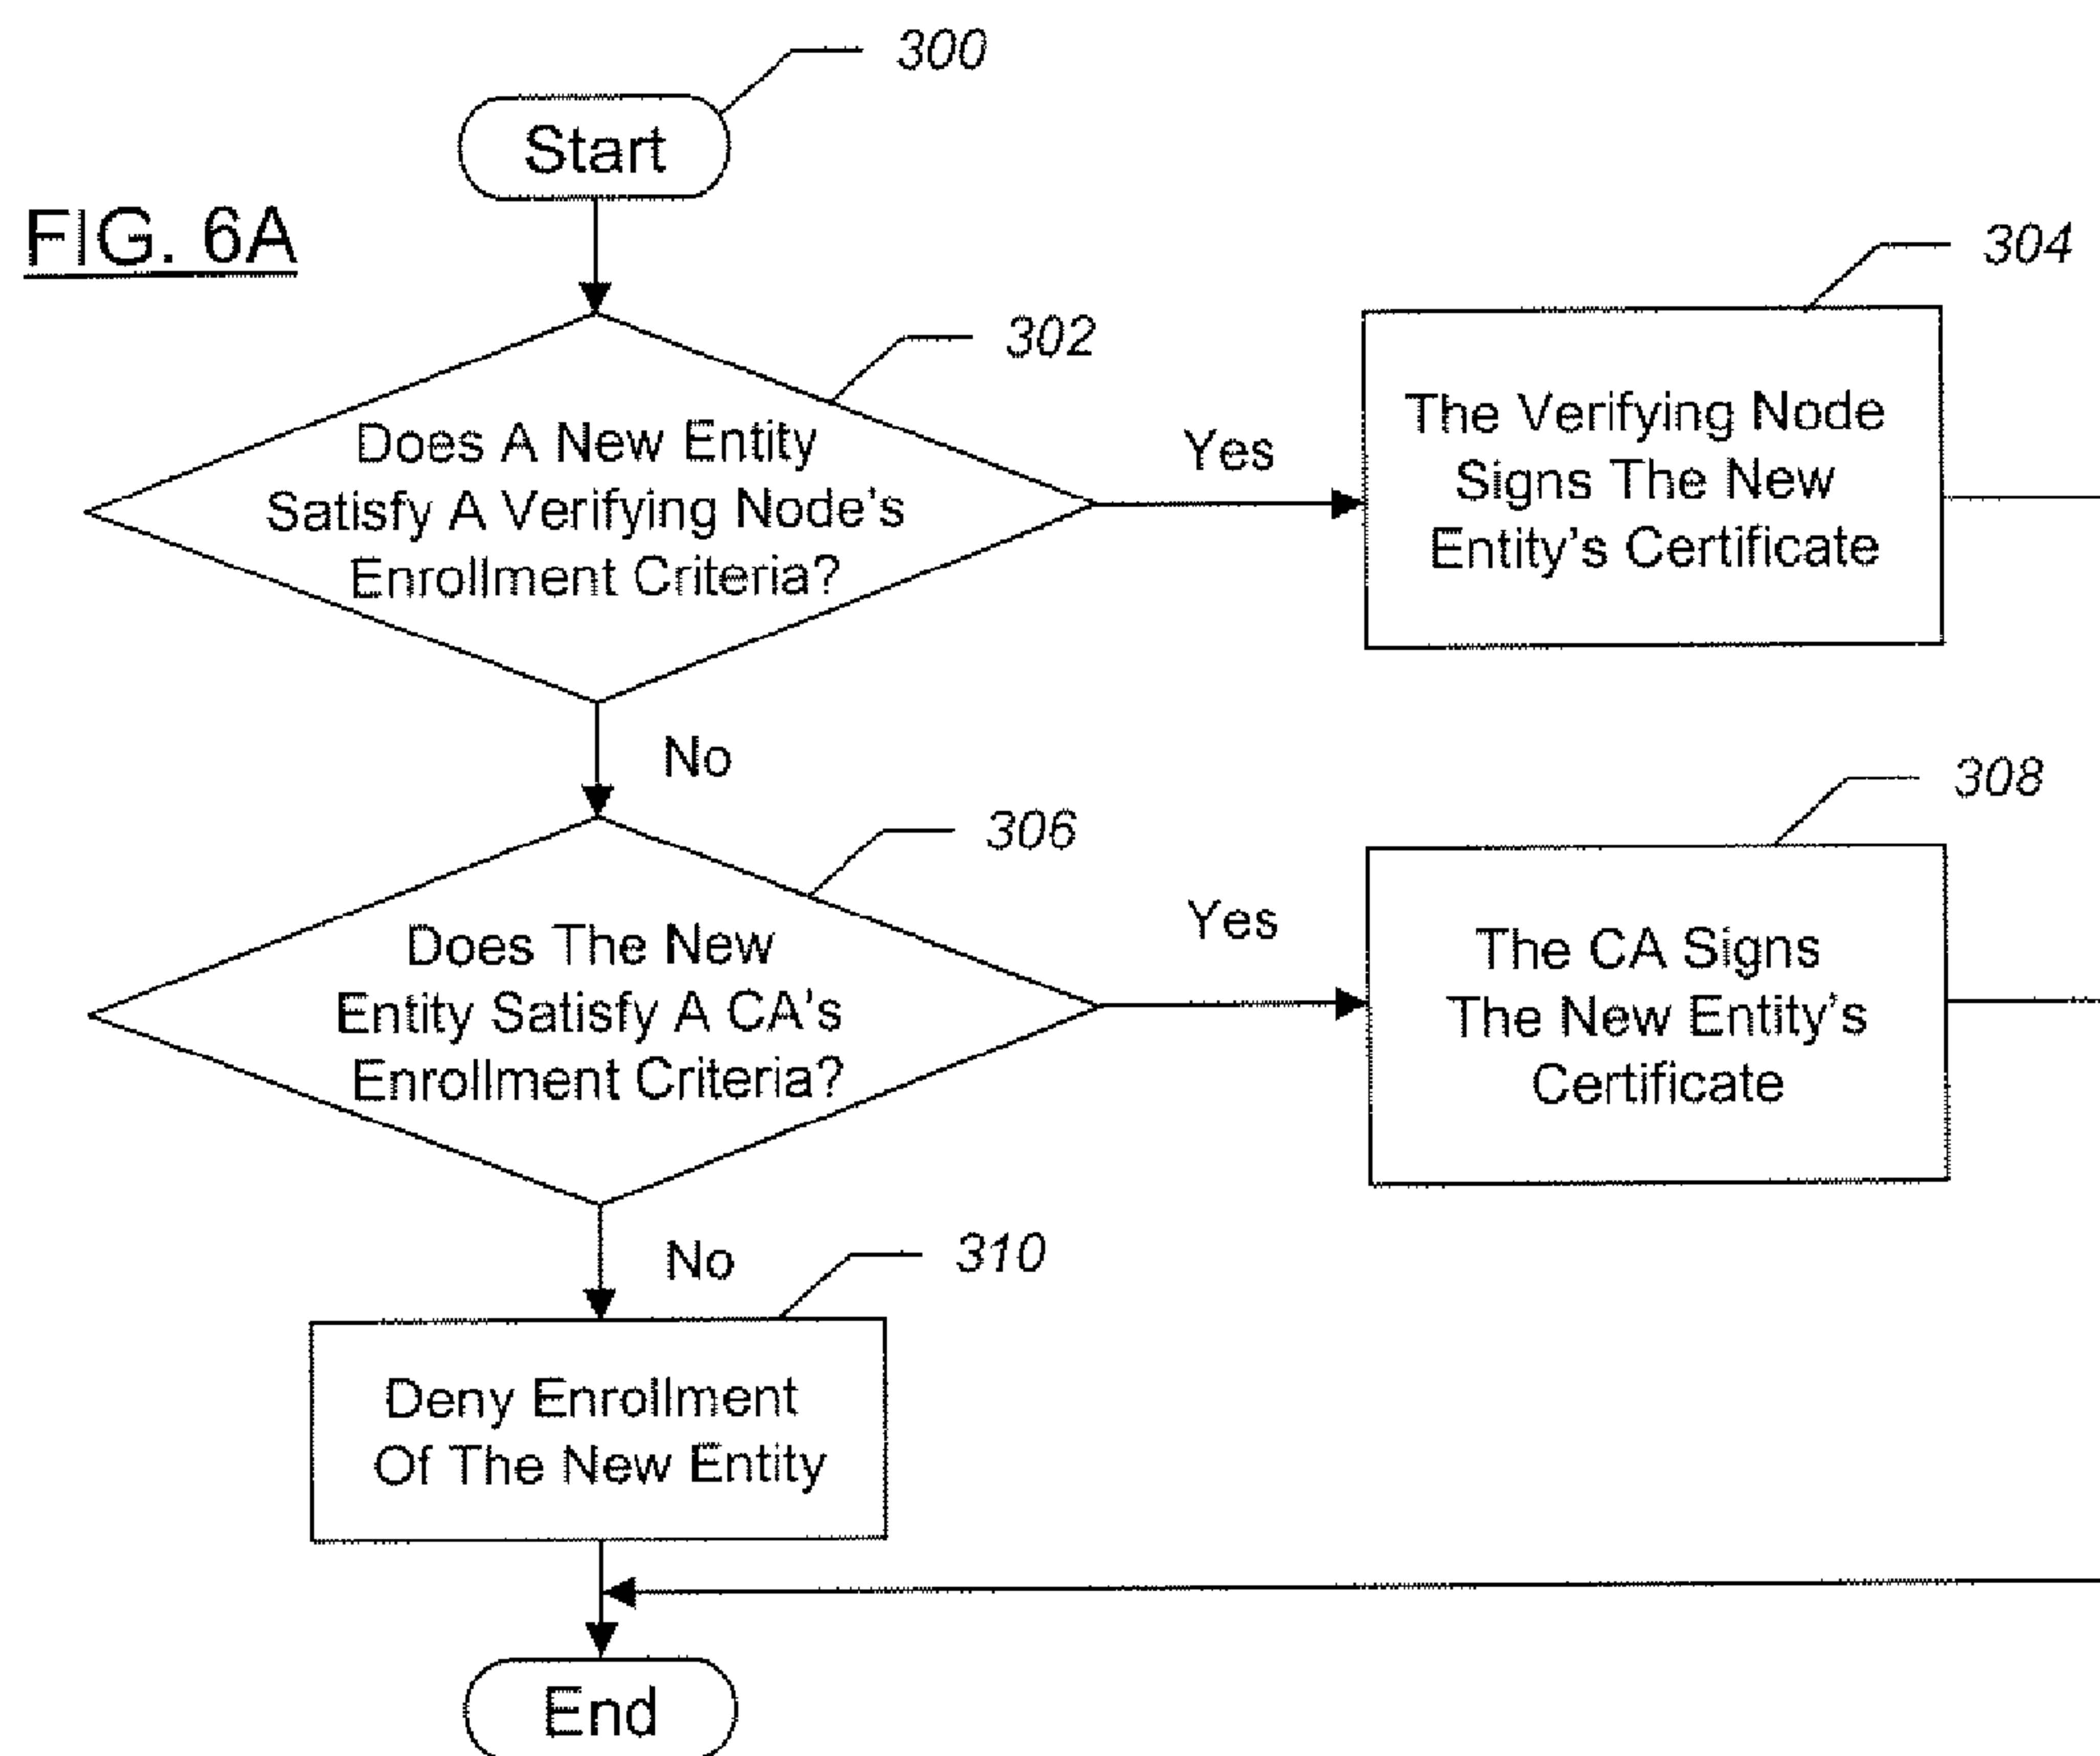 300
Start
FIG. 6A
304
302
Does A New Entity
Satisfy A Verifying Node's
Enrollment Criteria?
Yes
The Verifying Node
Signs The New
Entity's Certificate
No
308
306
Does The New
Entity Satisfy A CA's
Enrollment Criteria?
Yes
The CA Signs
The New Entity's
Certificate
No
310
Deny Enrollment
Of The New Entity
End